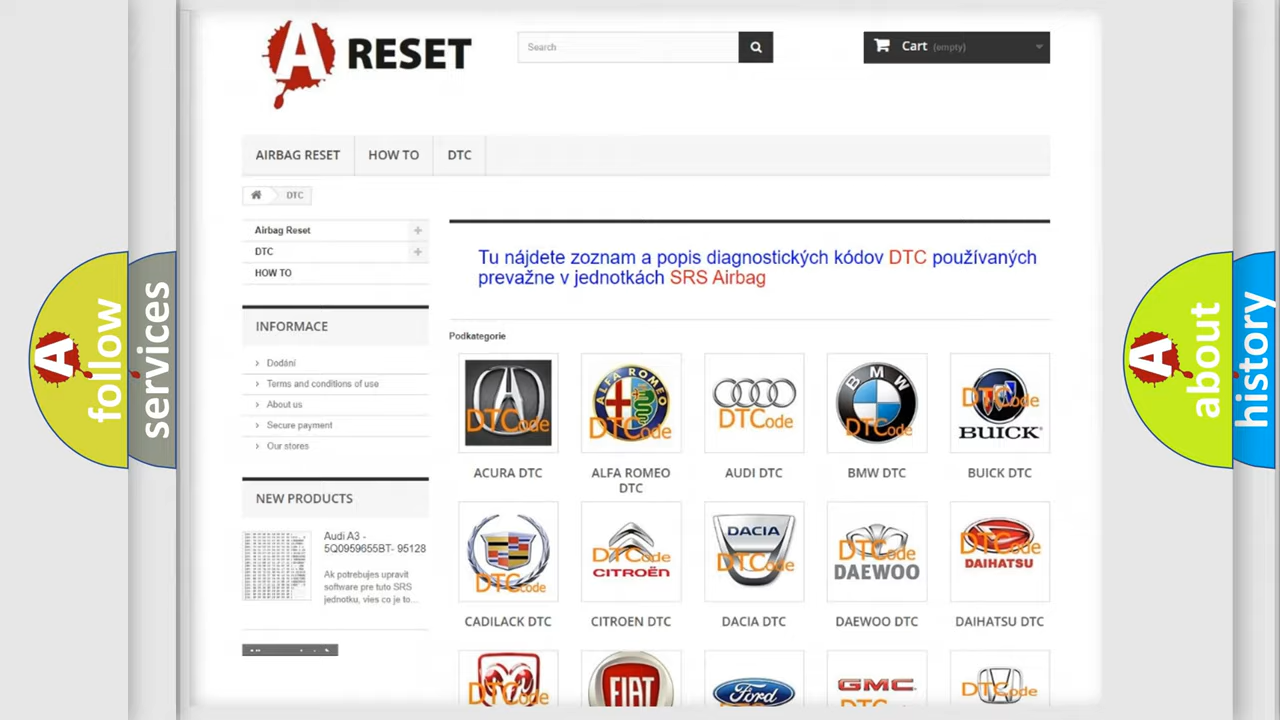 A RESET
Search
Cart (empty)
AIRBAG RESET
HOW TO
DTC
DTC
Airbag Reset
DTC
HOW TO
Tu nájdete zoznam a popis diagnostických kódov DTC používaných
prevažne v jednotkách SRS Airbag
INFORMACE
Dodání
Terms and conditions of use
About us
Secure payment
Our stores
NEW PRODUCTS
Audi A3 -
5Q0959655BT- 95128
Ak potrebujes upravit
software pre tuto SRS
jednotku, vies co je to...
Podkategorie
DTCode
ALFA ROMEO
DTCode
DTCode
BMW
DTCode
DTCode
BUICK
ACURA DTC
ALFA ROMEO
DTC
AUDI DTC
BMW DTC
BUICK DTC
DTCode
DTCode
CITROËN
DACIA
DTCode
DTCode
DAEWOO
DTCode
DAIHATSU
CADILACK DTC
CITROEN DTC
DACIA DTC
DAEWOO DTC
DAIHATSU DTC
DTCode
FIAT
Ford
GMC
DTCode
A follow
services
A about
history